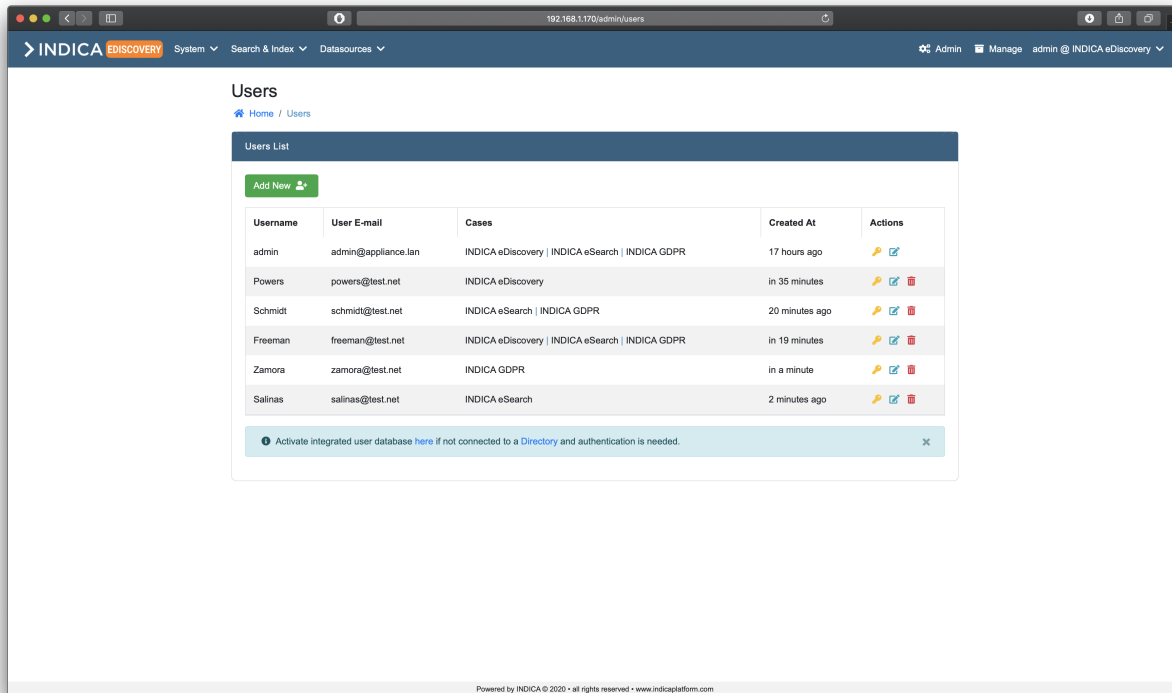 192.168.1.170/admin/users
INDICA EDISCOVERY System Search & Index Datasources Admin Manage admin @ INDICA eDiscovery
Users
Home / Users
Users List
Add New
Username User E-mail Cases Created At Actions
admin admin@appliance.lan INDICA eDiscovery | INDICA eSearch | INDICA GDPR 17 hours ago
Powers powers@test.net INDICA eDiscovery in 35 minutes
Schmidt schmidt@test.net INDICA eSearch | INDICA GDPR 20 minutes ago
Freeman freeman@test.net INDICA eDiscovery | INDICA eSearch | INDICA GDPR in 19 minutes
Zamora zamora@test.net INDICA GDPR in a minute
Salinas salinas@test.net INDICA eSearch 2 minutes ago
Activate integrated user database here if not connected to a Directory and authentication is needed.
Powered by INDICA © 2020 • all rights reserved • www.indicaplatform.com